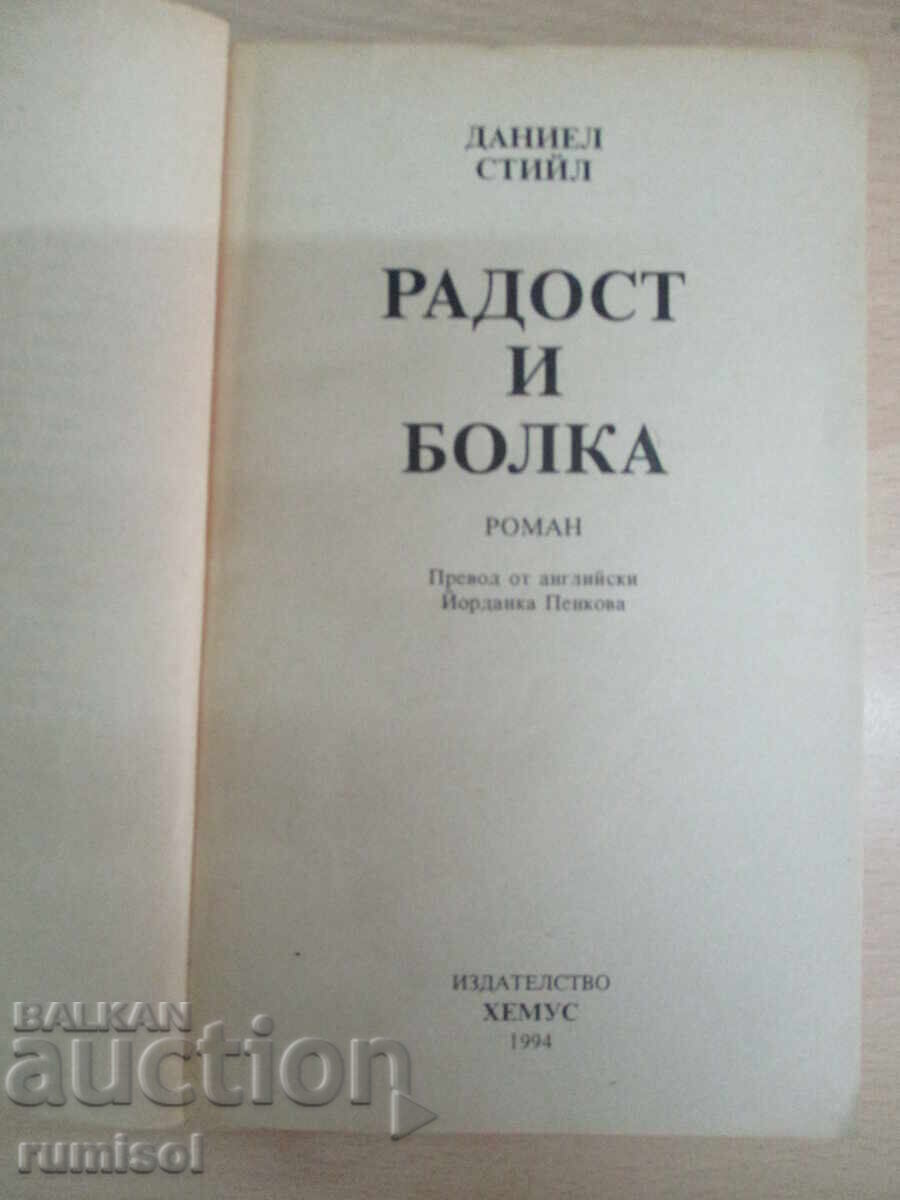 ДАНИЕЛ
СТИЙЛ
РАДОСТ
И
БОЛКА
РОМАН
Превод от английски
Йорданка Пенкова
ИЗДАТЕЛСТВО
ХЕМУС
1994
BALKAN
auction
rumisol